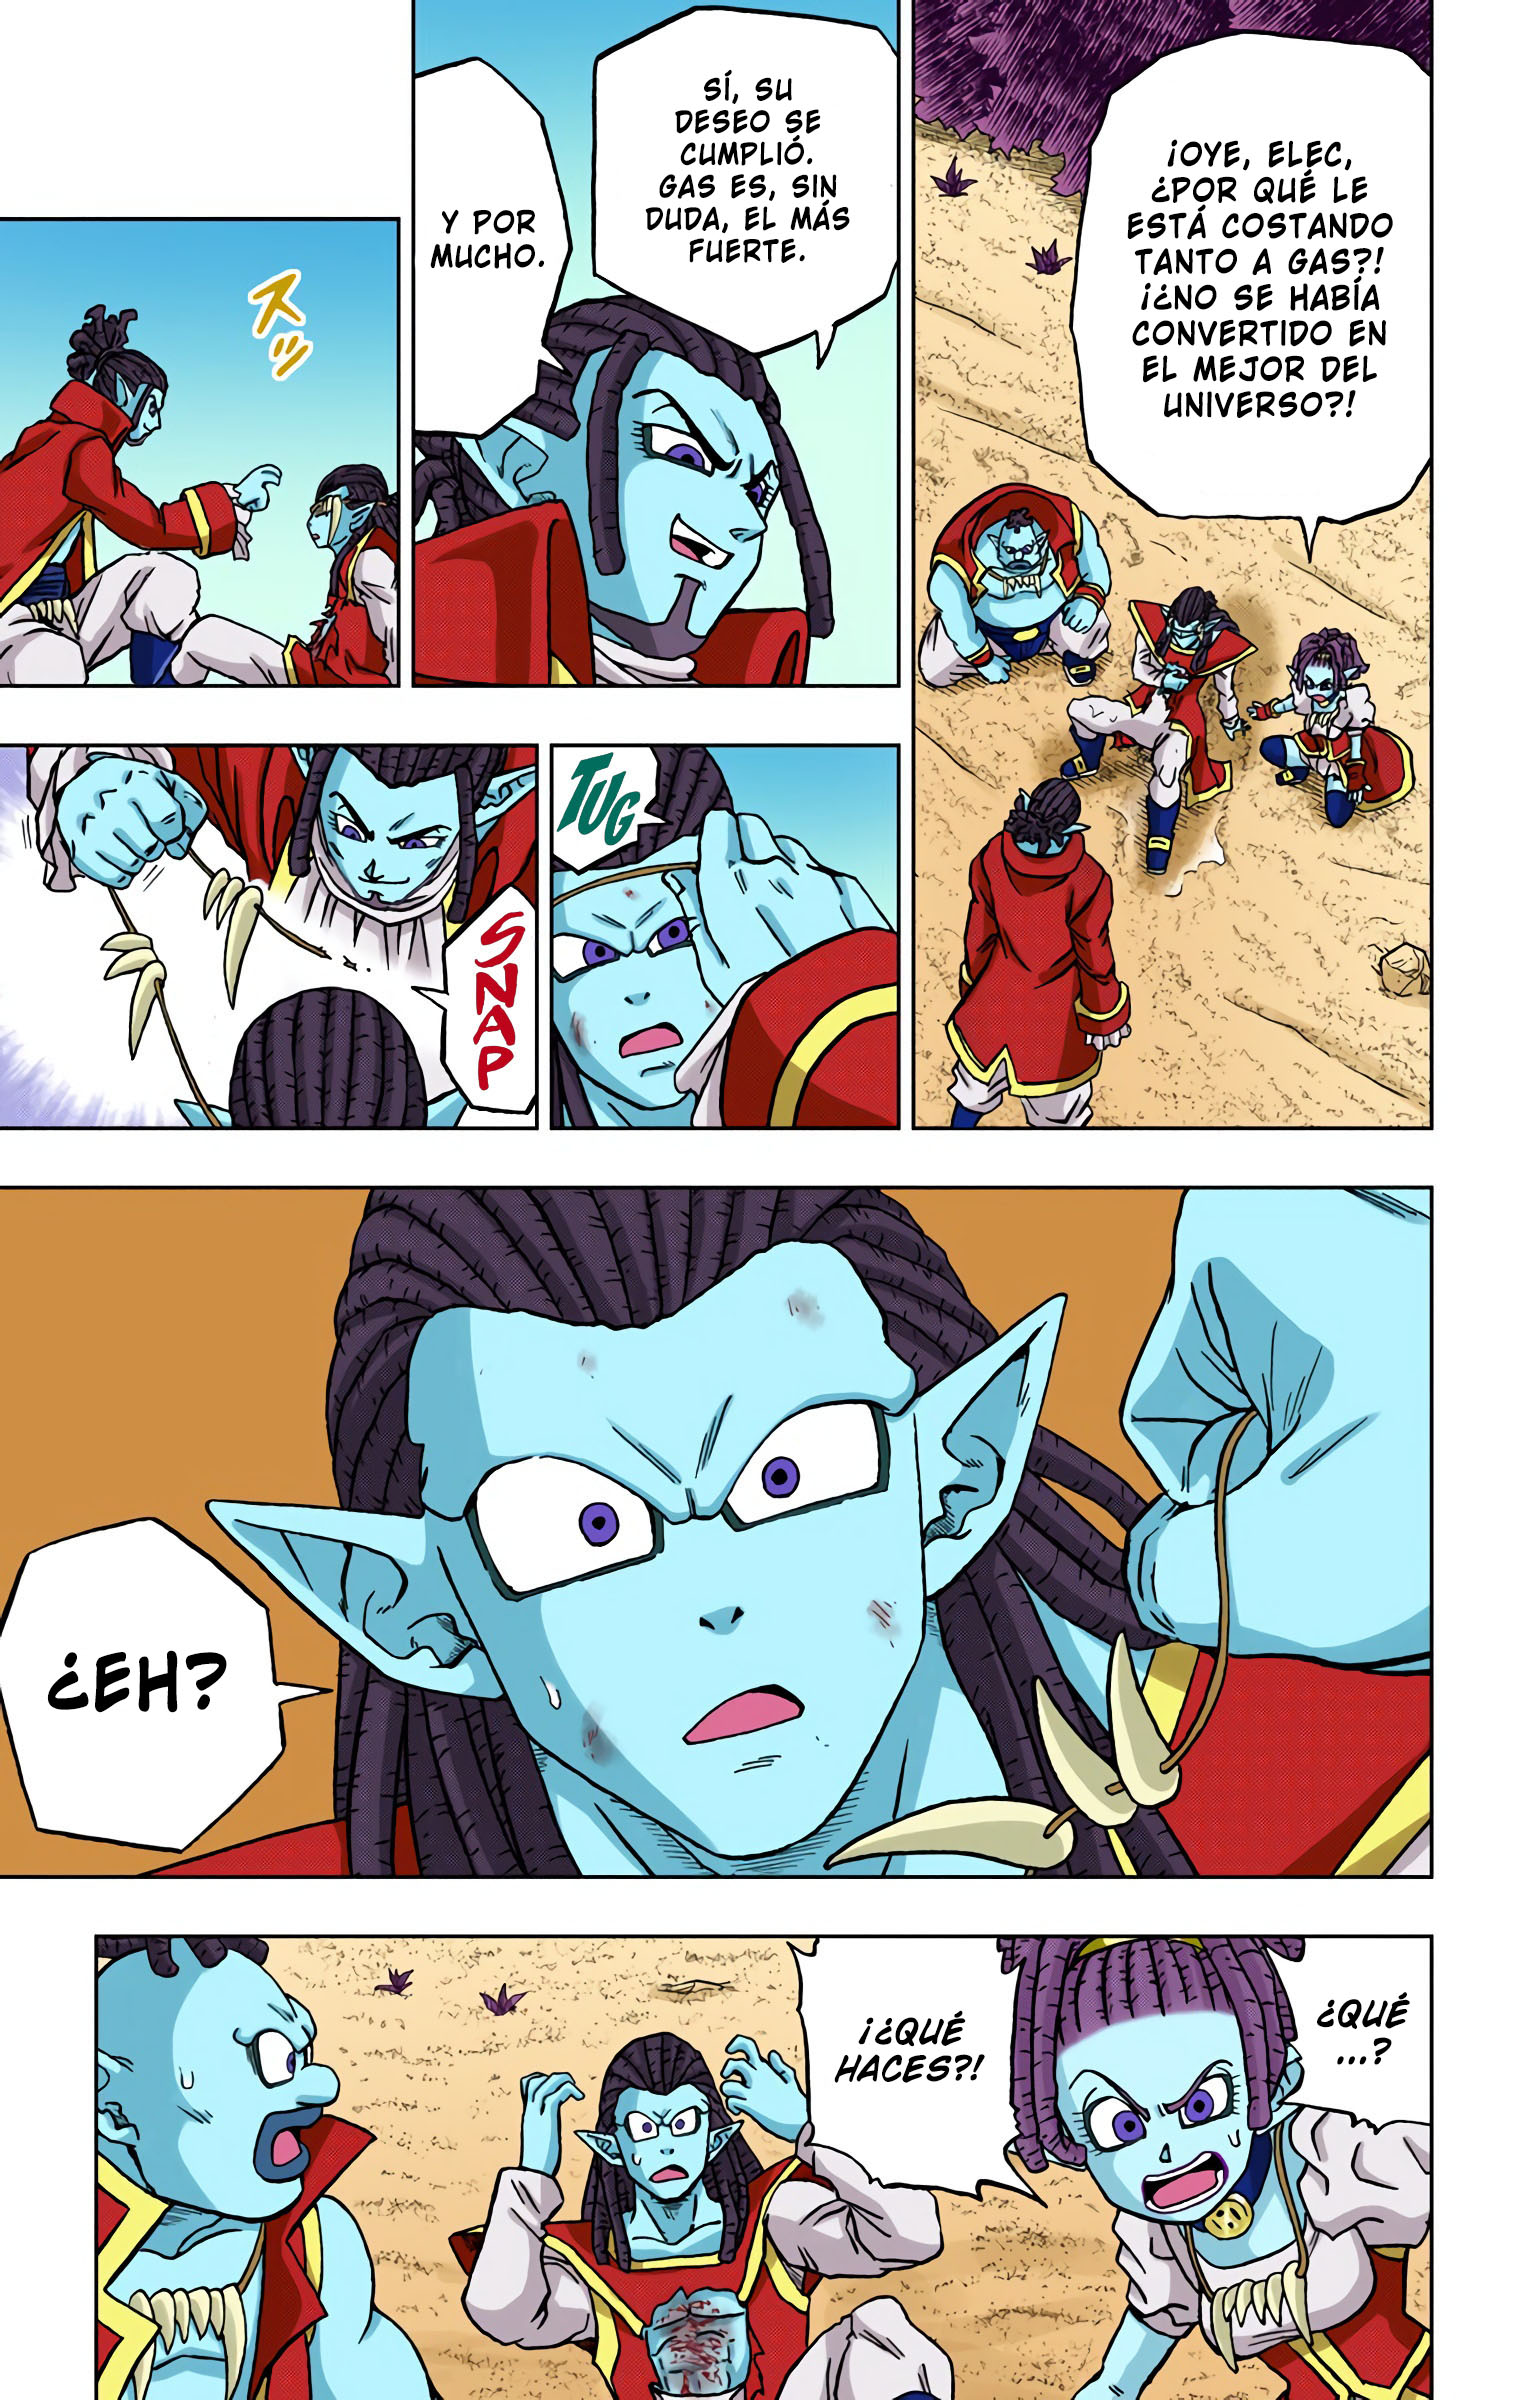 ¡OYE, ELEC,
¿POR QUÉ LE
ESTÁ COSTANDO
TANTO A GAS?!
¡¿NO SE HABÍA
CONVERTIDO EN
EL MEJOR DEL
UNIVERSO?!
SÍ, SU
DESEO SE
CUMPLIÓ.
GAS ES, SIN
DUDA, EL MÁS
FUERTE.
Y POR
MUCHO.
スッ
TUG
SNAP
¿EH?
¿QUÉ
...?
¡¿QUÉ
HACES?!